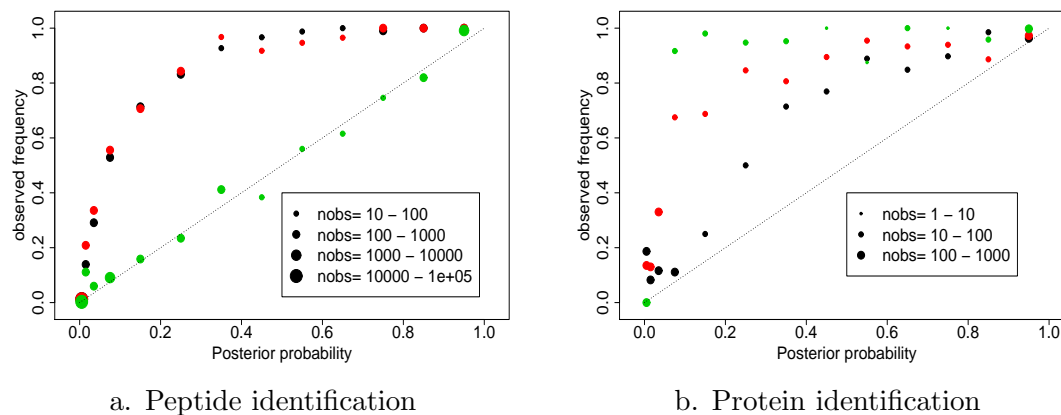 observed frequency
1.0
0.8
0.6
0.4
0.2
0.0
nobs= 10 − 100
nobs= 100 − 1000
nobs= 1000 − 10000
nobs= 10000 − 1e+05
0.0 0.2 0.4 0.6 0.8 1.0
Posterior probability
a. Peptide identification
observed frequency
1.0
0.8
0.6
0.4
0.2
0.0
nobs= 1 − 10
nobs= 10 − 100
nobs= 100 − 1000
0.0 0.2 0.4 0.6 0.8 1.0
Posterior probability
b. Protein identification